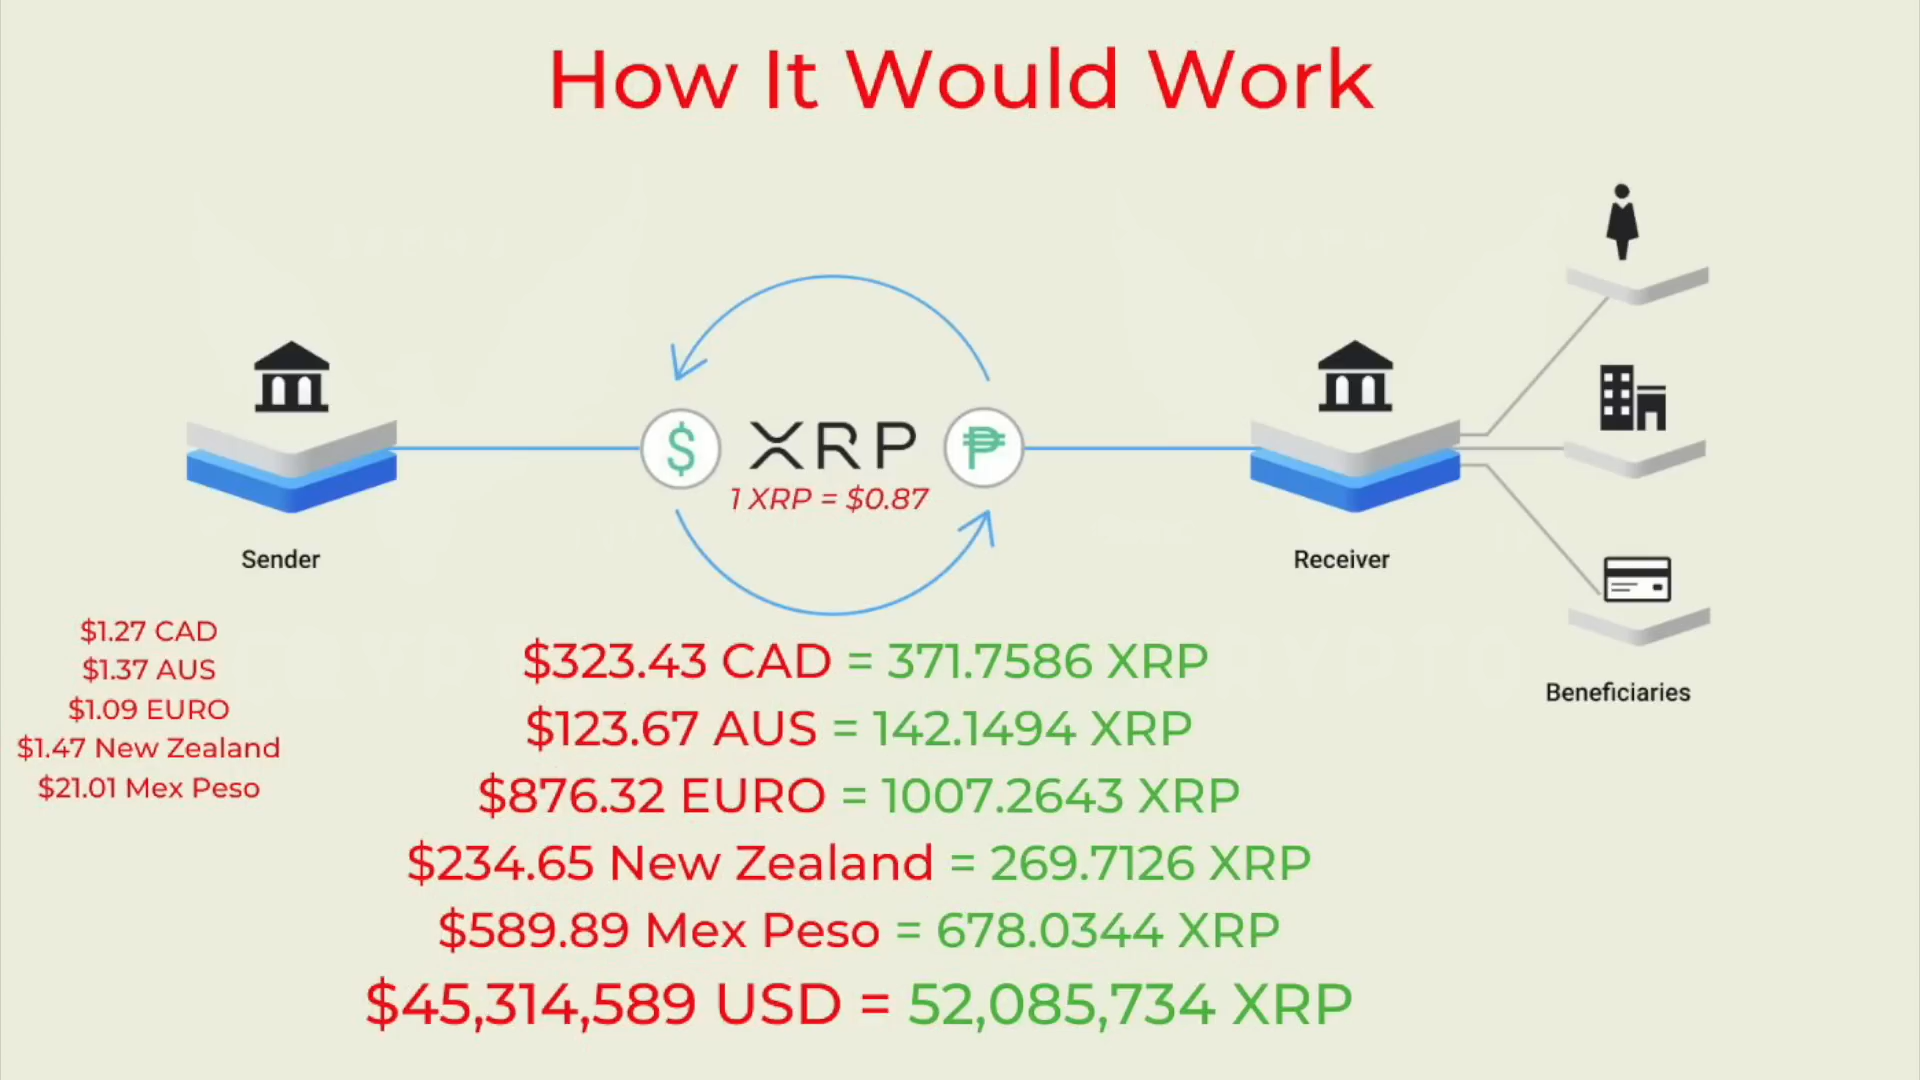 How It Would Work
$ XRP ₱
1 XRP = $0.87
Sender
Receiver
Beneficiaries
$1.27 CAD
$1.37 AUS
$1.09 EURO
$1.47 New Zealand
$21.01 Mex Peso
$323.43 CAD = 371.7586 XRP
$123.67 AUS = 142.1494 XRP
$876.32 EURO = 1007.2643 XRP
$234.65 New Zealand = 269.7126 XRP
$589.89 Mex Peso = 678.0344 XRP
$45,314,589 USD = 52,085,734 XRP